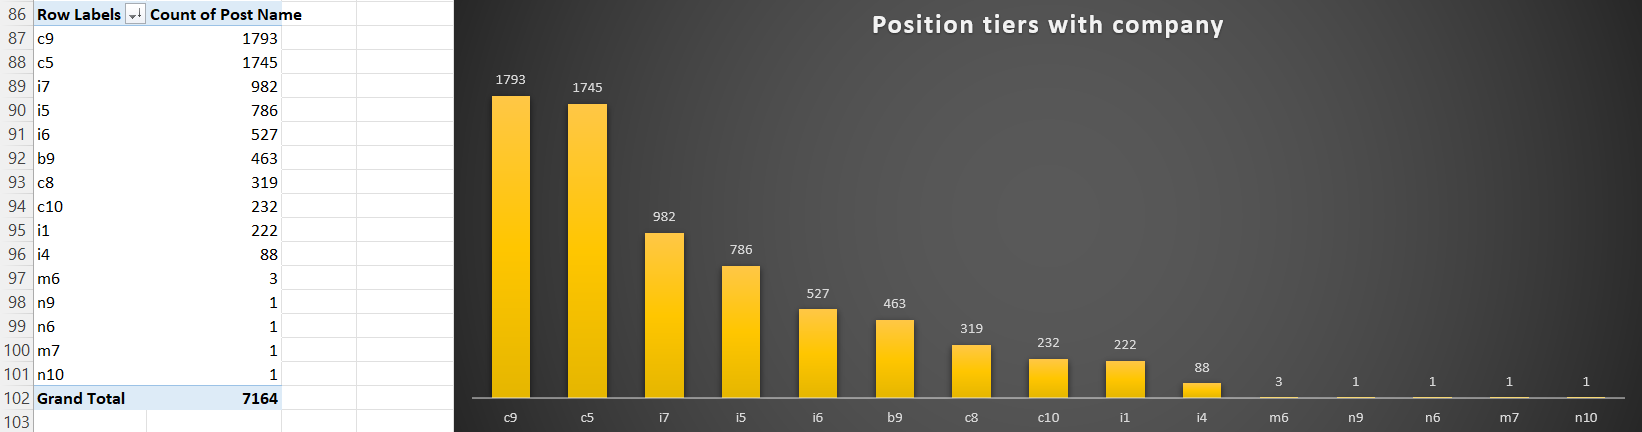 86 Row Labels Count of Post Name
87 c9 1793
88 c5 1745
89 i7 982
90 i5 786
91 i6 527
92 b9 463
93 c8 319
94 c10 232
95 i1 222
96 i4 88
97 m6 3
98 n9 1
99 n6 1
100 m7 1
101 n10 1
102 Grand Total 7164
103
Position tiers with company
1793 1745 982 786 527 463 319 232 222 88 3 1 1 1 1
c9 c5 i7 i5 i6 b9 c8 c10 i1 i4 m6 n9 n6 m7 n10